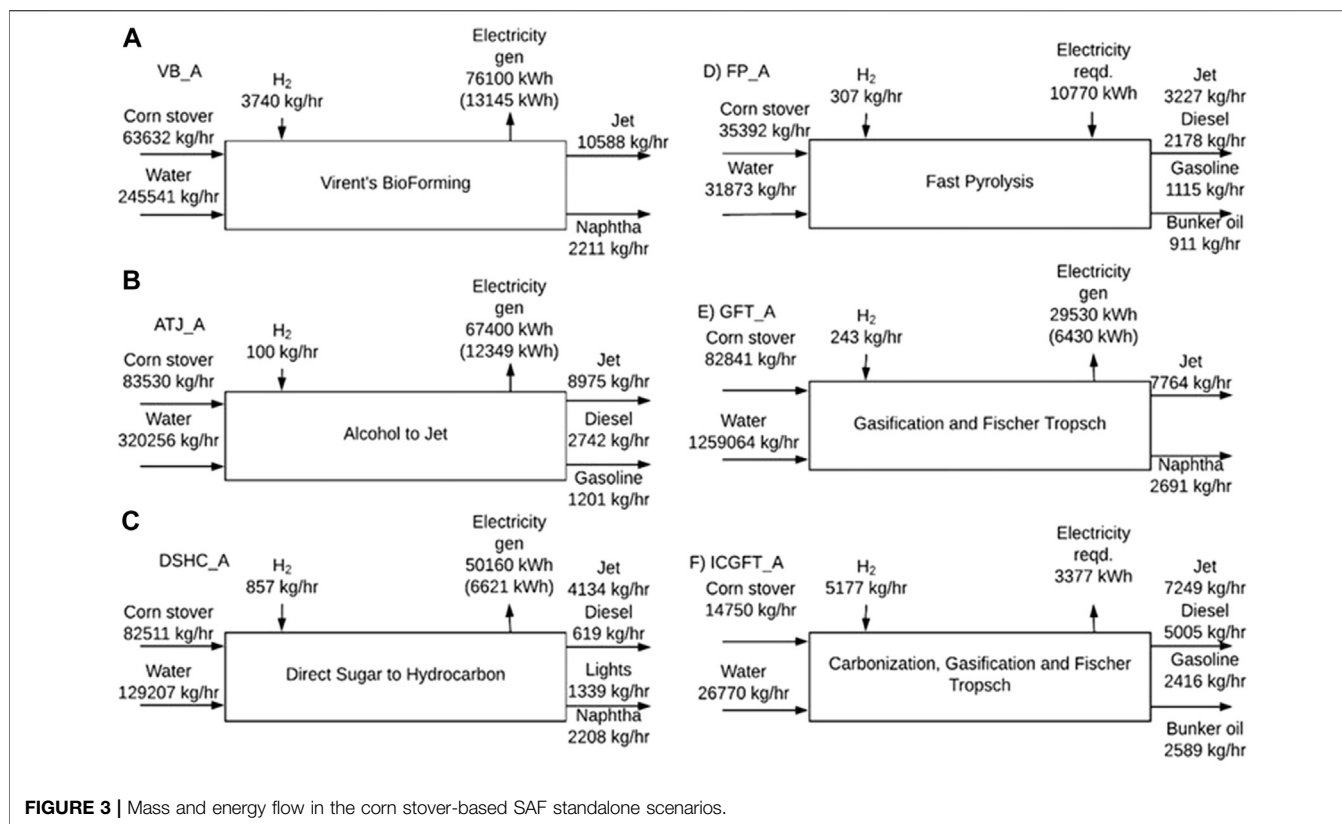 A
VB_A
H₂
3740 kg/hr
Electricity
gen
76100 kWh
(13145 kWh)
Corn stover
63632 kg/hr
Water
245541 kg/hr
Virent's BioForming
Jet
10588 kg/hr
Naphtha
2211 kg/hr
D) FP_A
H₂
307 kg/hr
Electricity
reqd.
10770 kWh
Corn stover
35392 kg/hr
Water
31873 kg/hr
Fast Pyrolysis
Jet
3227 kg/hr
Diesel
2178 kg/hr
Gasoline
1115 kg/hr
Bunker oil
911 kg/hr
B
ATJ_A
H₂
100 kg/hr
Electricity
gen
67400 kWh
(12349 kWh)
Corn stover
83530 kg/hr
Water
320256 kg/hr
Alcohol to Jet
Jet
8975 kg/hr
Diesel
2742 kg/hr
Gasoline
1201 kg/hr
E) GFT_A
H₂
243 kg/hr
Electricity
gen
29530 kWh
(6430 kWh)
Corn stover
82841 kg/hr
Water
1259064 kg/hr
Gasification and Fischer Tropsch
Jet
7764 kg/hr
Naphtha
2691 kg/hr
C
DSHC_A
H₂
857 kg/hr
Electricity
gen
50160 kWh
(6621 kWh)
Corn stover
82511 kg/hr
Water
129207 kg/hr
Direct Sugar to Hydrocarbon
Jet
4134 kg/hr
Diesel
619 kg/hr
Lights
1339 kg/hr
Naphtha
2208 kg/hr
F) ICGFT_A
H₂
5177 kg/hr
Electricity
reqd.
3377 kWh
Corn stover
14750 kg/hr
Water
26770 kg/hr
Carbonization, Gasification and Fischer
Tropsch
Jet
7249 kg/hr
Diesel
5005 kg/hr
Gasoline
2416 kg/hr
Bunker oil
2589 kg/hr
FIGURE 3 | Mass and energy flow in the corn stover-based SAF standalone scenarios.